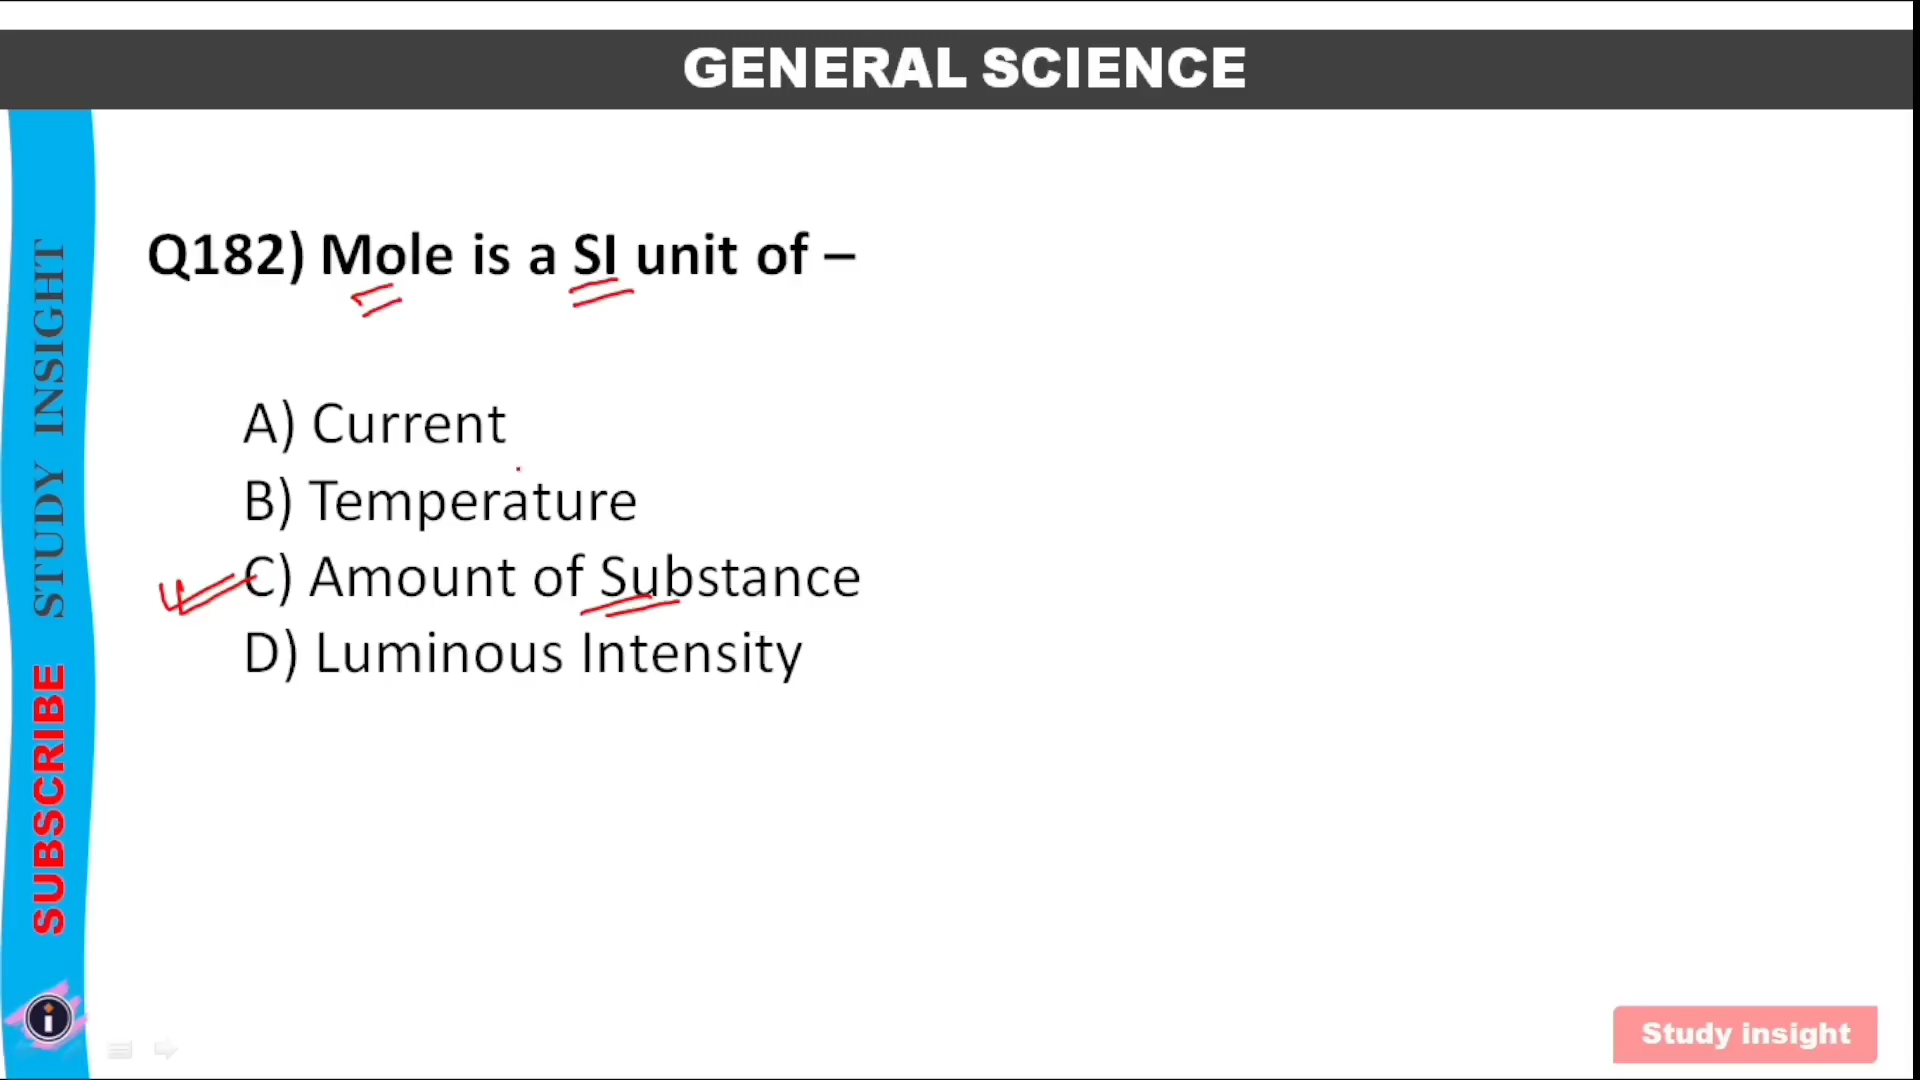 GENERAL SCIENCE
Q182) Mole is a SI unit of –
A) Current
B) Temperature
C) Amount of Substance
D) Luminous Intensity
SUBSCRIBE STUDY INSIGHT
i
Study insight